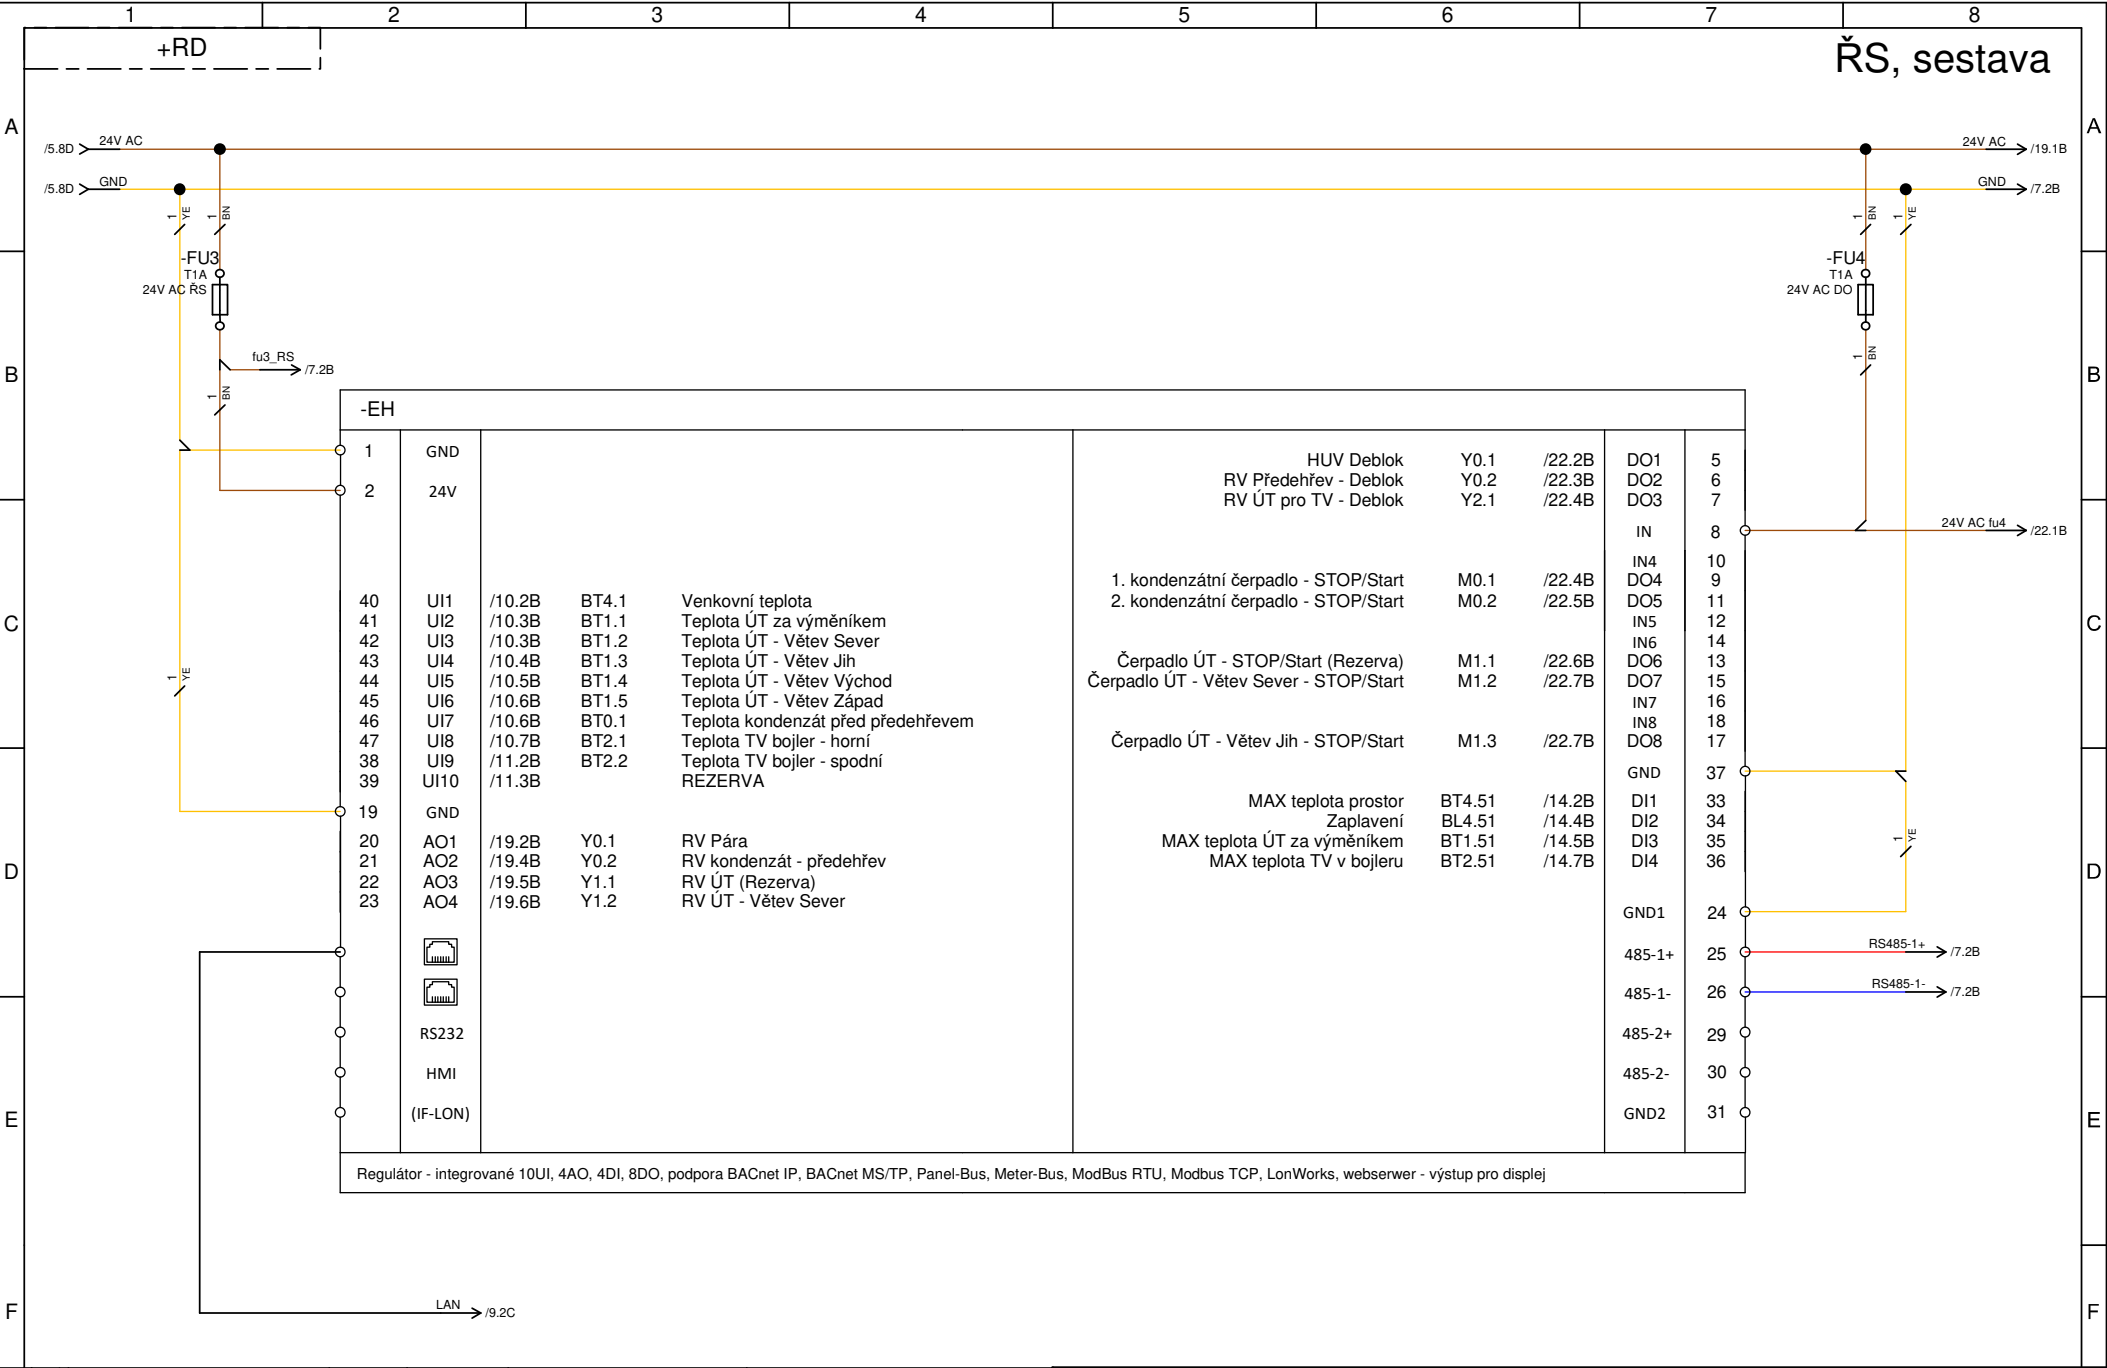 1 2 3 4 5 6 7 8
+RD
ŘS, sestava
A A
/5.8D 24V AC 24V AC /19.1B
/5.8D GND GND /7.2B
1 YE 1 BN 1 BN 1 YE
-FU3 -FU4
T1A T1A
24V AC ŘS 24V AC DO
fu3_RS /7.2B
1 BN 1 BN
B B
-EH
1 GND
HUV Deblok Y0.1 /22.2B DO1 5
RV Předehřev - Deblok Y0.2 /22.3B DO2 6
2 24V
RV ÚT pro TV - Deblok Y2.1 /22.4B DO3 7
IN 8 24V AC fu4 /22.1B
IN4 10
1. kondenzátní čerpadlo - STOP/Start M0.1 /22.4B DO4 9
40 UI1 /10.2B BT4.1 Venkovní teplota 2. kondenzátní čerpadlo - STOP/Start M0.2 /22.5B DO5 11
C C
41 UI2 /10.3B BT1.1 Teplota ÚT za výměníkem IN5 12
42 UI3 /10.3B BT1.2 Teplota ÚT - Větev Sever IN6 14
43 UI4 /10.4B BT1.3 Teplota ÚT - Větev Jih Čerpadlo ÚT - STOP/Start (Rezerva) M1.1 /22.6B DO6 13
1 YE
44 UI5 /10.5B BT1.4 Teplota ÚT - Větev Východ Čerpadlo ÚT - Větev Sever - STOP/Start M1.2 /22.7B DO7 15
45 UI6 /10.6B BT1.5 Teplota ÚT - Větev Západ IN7 16
46 UI7 /10.6B BT0.1 Teplota kondenzát před předehřevem IN8 18
47 UI8 /10.7B BT2.1 Teplota TV bojler - horní Čerpadlo ÚT - Větev Jih - STOP/Start M1.3 /22.7B DO8 17
38 UI9 /11.2B BT2.2 Teplota TV bojler - spodní
GND 37
39 UI10 /11.3B REZERVA
MAX teplota prostor BT4.51 /14.2B DI1 33
19 GND
Zaplavení BL4.51 /14.4B DI2 34
20 AO1 /19.2B Y0.1 RV Pára MAX teplota ÚT za výměníkem BT1.51 /14.5B DI3 35
1 YE
21 AO2 /19.4B Y0.2 RV kondenzát - předehřev MAX teplota TV v bojleru BT2.51 /14.7B DI4 36
D D
22 AO3 /19.5B Y1.1 RV ÚT (Rezerva)
23 AO4 /19.6B Y1.2 RV ÚT - Větev Sever
GND1 24
485-1+ 25 RS485-1+ /7.2B
485-1- 26 RS485-1- /7.2B
RS232 485-2+ 29
HMI 485-2- 30
(IF-LON) GND2 31
E E
Regulátor - integrované 10UI, 4AO, 4DI, 8DO, podpora BACnet IP, BACnet MS/TP, Panel-Bus, Meter-Bus, ModBus RTU, Modbus TCP, LonWorks, webserwer - výstup pro displej
LAN /9.2C
F F